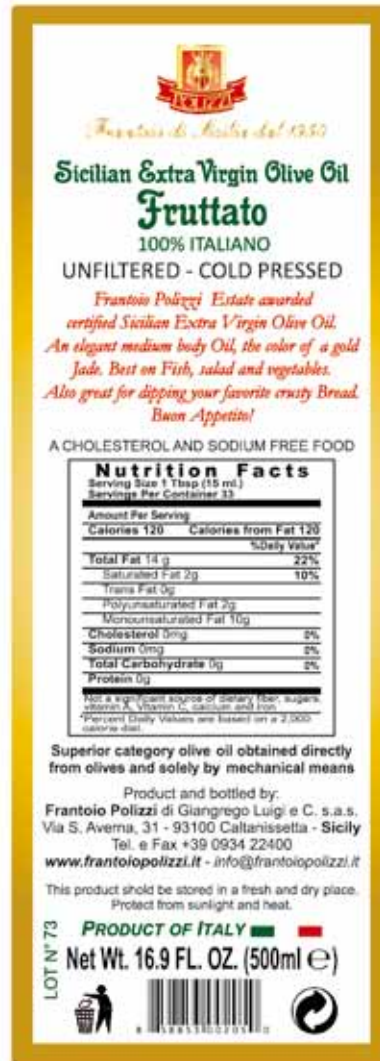 POLIZZI
Frantoio di Sicilia dal 1950
Sicilian Extra Virgin Olive Oil
Fruttato
100% ITALIANO
UNFILTERED - COLD PRESSED
Frantoio Polizzi Estate awarded
certified Sicilian Extra Virgin Olive Oil.
An elegant medium body Oil, the color of a gold
Jade. Best on Fish, salad and vegetables.
Also great for dipping your favorite crusty Bread.
Buon Appetito!
A CHOLESTEROL AND SODIUM FREE FOOD
Nutrition Facts
Serving Size 1 Tbsp (15 ml.)
Servings Per Container 33
Amount Per Serving
Calories 120 Calories from Fat 120
%Daily Value*
Total Fat 14 g 22%
Saturated Fat 2g 10%
Trans Fat 0g
Polyunsaturated Fat 2g
Monounsaturated Fat 10g
Cholesterol 0mg 0%
Sodium 0mg 0%
Total Carbohydrate 0g 0%
Protein 0g
Not a significant source of dietary fiber, sugars,
vitamin A, Vitamin C, calcium and Iron
*Percent Daily Values are based on a 2,000
calorie diet.
Superior category olive oil obtained directly
from olives and solely by mechanical means
Product and bottled by:
Frantoio Polizzi di Giangrego Luigi e C. s.a.s.
Via S. Averna, 31 - 93100 Caltanissetta - Sicily
Tel. e Fax +39 0934 22400
www.frantoiopolizzi.it - info@frantoiopolizzi.it
This product shold be stored in a fresh and dry place.
Protect from sunlight and heat.
PRODUCT OF ITALY
Net Wt. 16.9 FL. OZ. (500ml ℮)
LOT N° 73